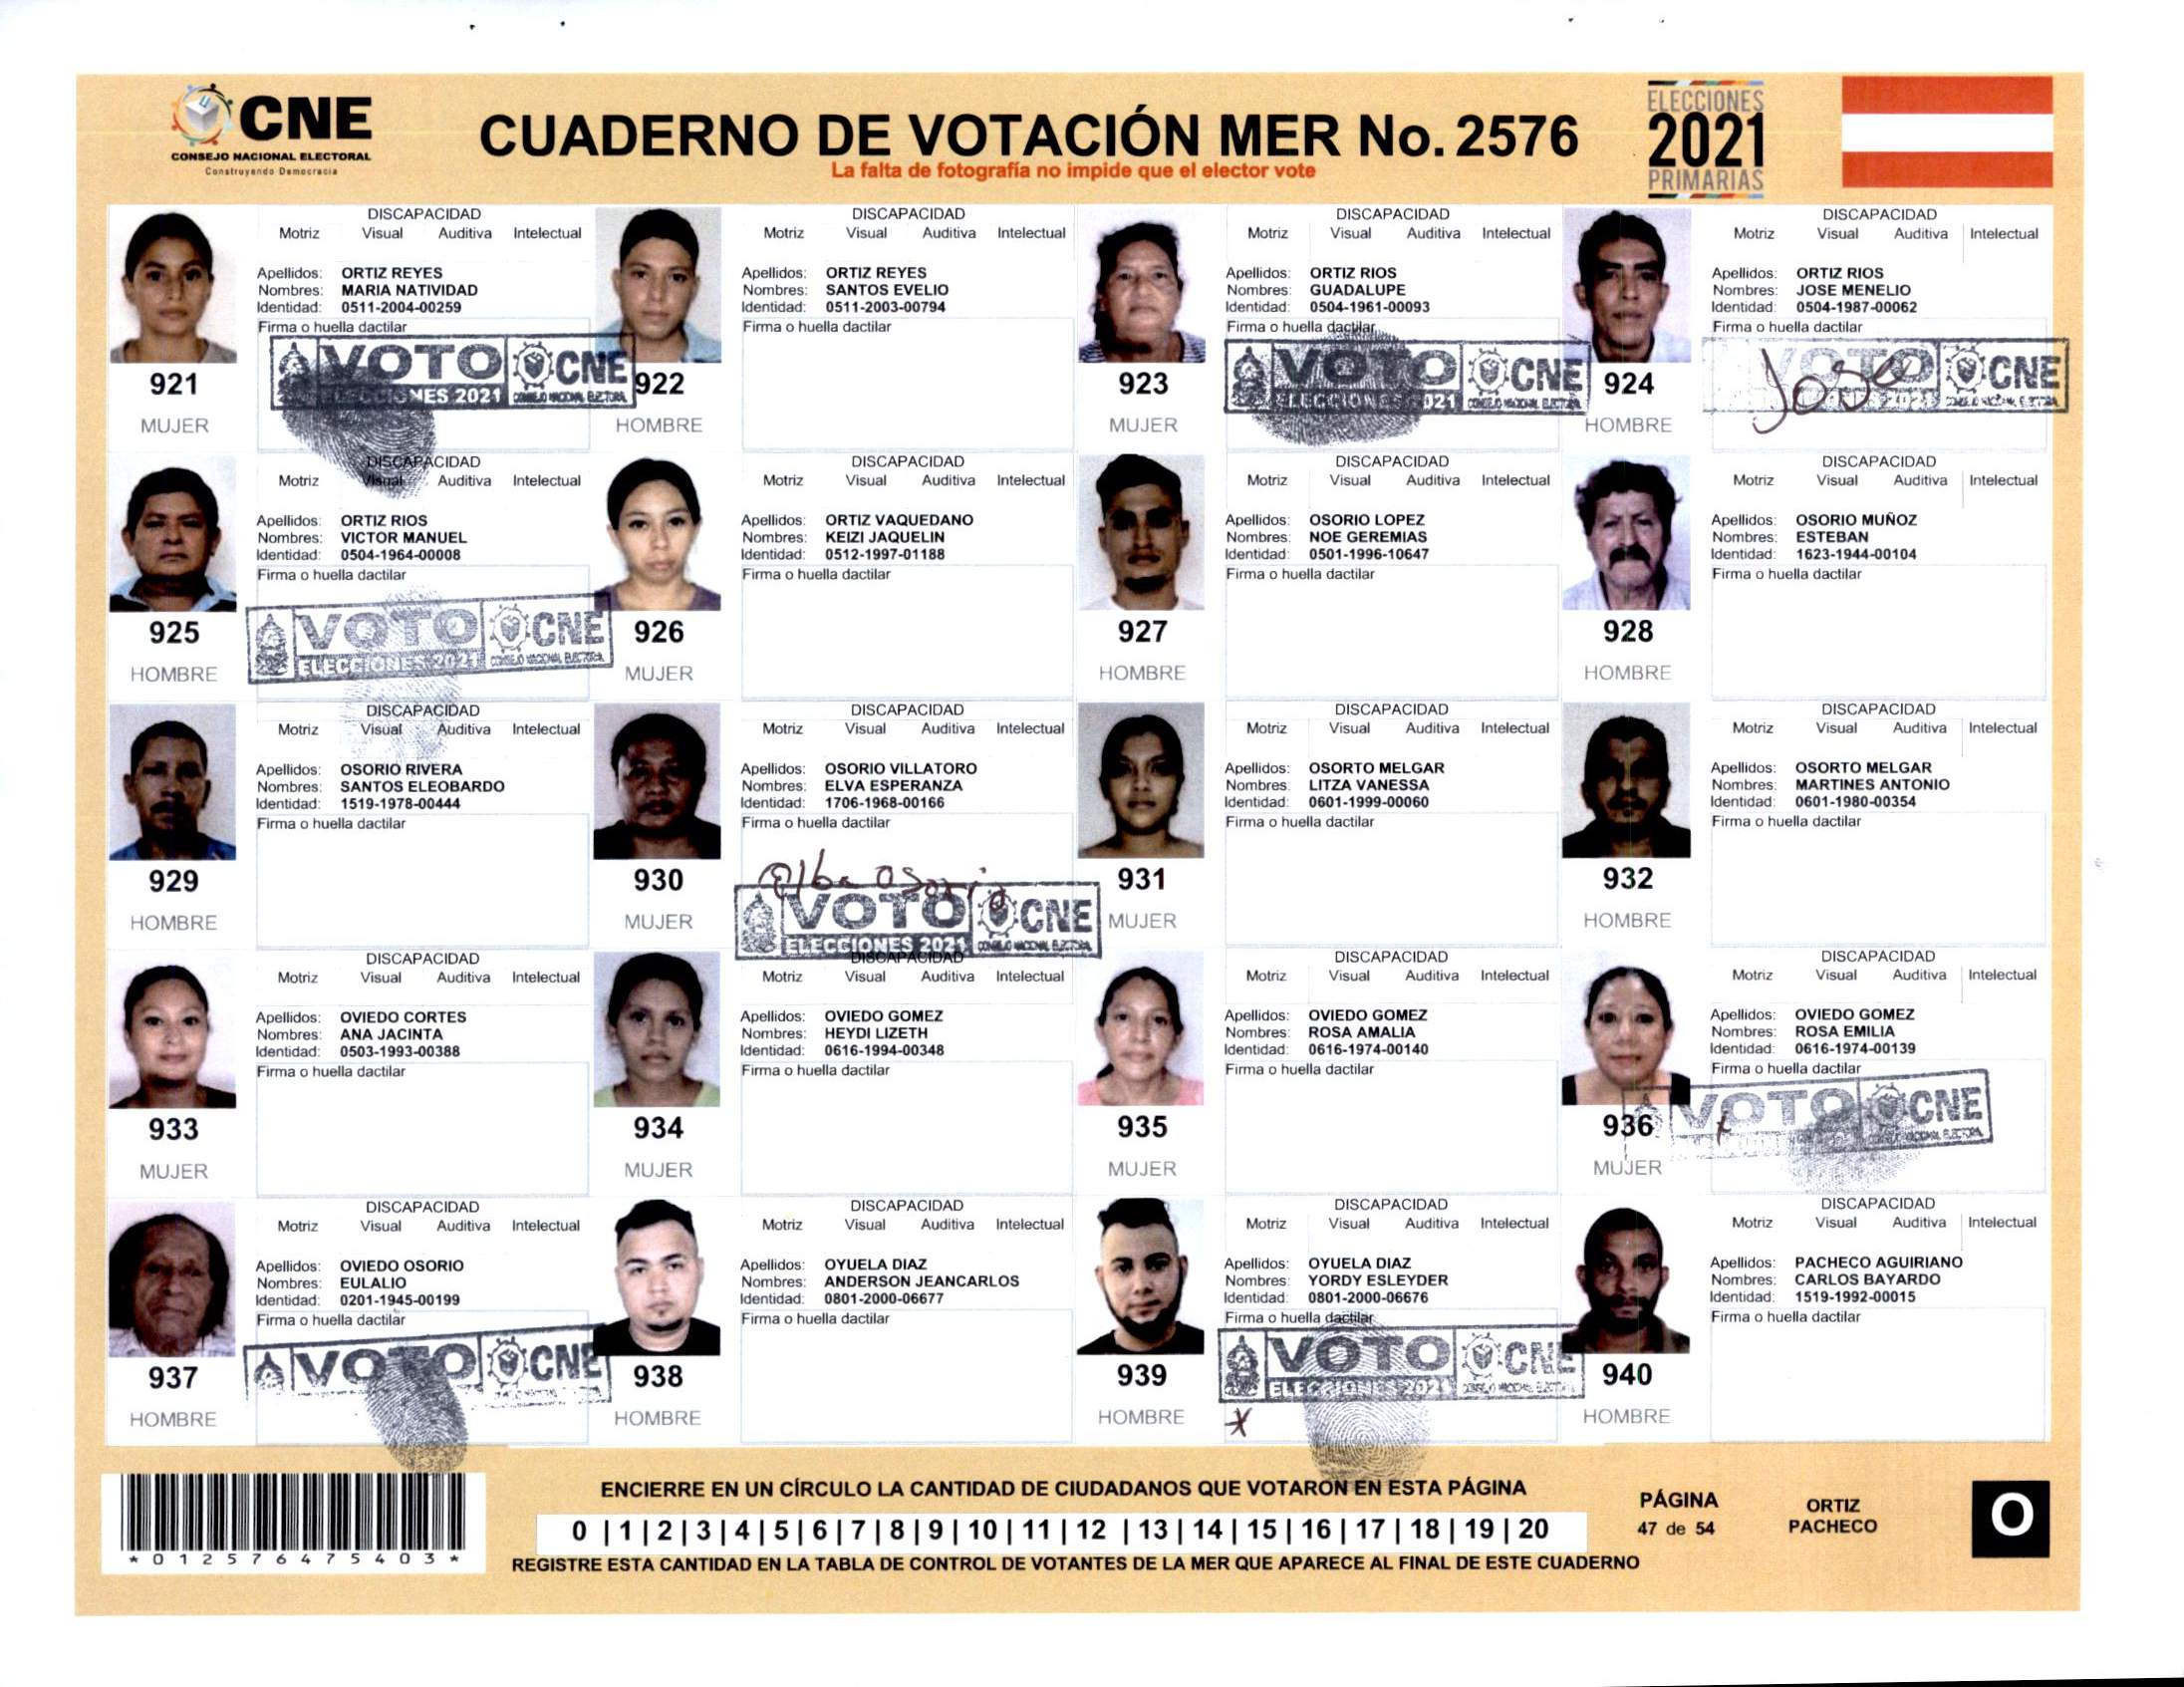 CNE
CONSEJO NACIONAL ELECTORAL
Construyendo Democracia
CUADERNO DE VOTACIÓN MER No. 2576
La falta de fotografía no impide que el elector vote
ELECCIONES
2021
PRIMARIAS
DISCAPACIDAD
Motriz Visual Auditiva Intelectual
Apellidos: ORTIZ REYES
Nombres: MARIA NATIVIDAD
Identidad: 0511-2004-00259
Firma o huella dactilar
VOTO CNE
ELECCIONES 2021 CONSEJO NACIONAL ELECTORAL
921
MUJER
DISCAPACIDAD
Motriz Visual Auditiva Intelectual
Apellidos: ORTIZ REYES
Nombres: SANTOS EVELIO
Identidad: 0511-2003-00794
Firma o huella dactilar
922
HOMBRE
DISCAPACIDAD
Motriz Visual Auditiva Intelectual
Apellidos: ORTIZ RIOS
Nombres: GUADALUPE
Identidad: 0504-1961-00093
Firma o huella dactilar
VOTO CNE
ELECCIONES 2021 CONSEJO NACIONAL ELECTORAL
923
MUJER
DISCAPACIDAD
Motriz Visual Auditiva Intelectual
Apellidos: ORTIZ RIOS
Nombres: JOSE MENELIO
Identidad: 0504-1987-00062
Firma o huella dactilar
VOTO CNE
Jose
924
HOMBRE
DISCAPACIDAD
Motriz Visual Auditiva Intelectual
Apellidos: ORTIZ RIOS
Nombres: VICTOR MANUEL
Identidad: 0504-1964-00008
Firma o huella dactilar
VOTO CNE
ELECCIONES 2021 CONSEJO NACIONAL ELECTORAL
925
HOMBRE
DISCAPACIDAD
Motriz Visual Auditiva Intelectual
Apellidos: ORTIZ VAQUEDANO
Nombres: KEIZI JAQUELIN
Identidad: 0512-1997-01188
Firma o huella dactilar
926
MUJER
DISCAPACIDAD
Motriz Visual Auditiva Intelectual
Apellidos: OSORIO LOPEZ
Nombres: NOE GEREMIAS
Identidad: 0501-1996-10647
Firma o huella dactilar
927
HOMBRE
DISCAPACIDAD
Motriz Visual Auditiva Intelectual
Apellidos: OSORIO MUÑOZ
Nombres: ESTEBAN
Identidad: 1623-1944-00104
Firma o huella dactilar
928
HOMBRE
DISCAPACIDAD
Motriz Visual Auditiva Intelectual
Apellidos: OSORIO RIVERA
Nombres: SANTOS ELEOBARDO
Identidad: 1519-1978-00444
Firma o huella dactilar
929
HOMBRE
DISCAPACIDAD
Motriz Visual Auditiva Intelectual
Apellidos: OSORIO VILLATORO
Nombres: ELVA ESPERANZA
Identidad: 1706-1968-00166
Firma o huella dactilar
Elba Osorio
VOTO CNE
ELECCIONES 2021 CONSEJO NACIONAL ELECTORAL
930
MUJER
DISCAPACIDAD
Motriz Visual Auditiva Intelectual
Apellidos: OSORTO MELGAR
Nombres: LITZA VANESSA
Identidad: 0601-1999-00060
Firma o huella dactilar
931
MUJER
DISCAPACIDAD
Motriz Visual Auditiva Intelectual
Apellidos: OSORTO MELGAR
Nombres: MARTINES ANTONIO
Identidad: 0601-1980-00354
Firma o huella dactilar
932
HOMBRE
DISCAPACIDAD
Motriz Visual Auditiva Intelectual
Apellidos: OVIEDO CORTES
Nombres: ANA JACINTA
Identidad: 0503-1993-00388
Firma o huella dactilar
933
MUJER
DISCAPACIDAD
Motriz Visual Auditiva Intelectual
Apellidos: OVIEDO GOMEZ
Nombres: HEYDI LIZETH
Identidad: 0616-1994-00348
Firma o huella dactilar
934
MUJER
DISCAPACIDAD
Motriz Visual Auditiva Intelectual
Apellidos: OVIEDO GOMEZ
Nombres: ROSA AMALIA
Identidad: 0616-1974-00140
Firma o huella dactilar
935
MUJER
DISCAPACIDAD
Motriz Visual Auditiva Intelectual
Apellidos: OVIEDO GOMEZ
Nombres: ROSA EMILIA
Identidad: 0616-1974-00139
Firma o huella dactilar
VOTO CNE
936
MUJER
DISCAPACIDAD
Motriz Visual Auditiva Intelectual
Apellidos: OVIEDO OSORIO
Nombres: EULALIO
Identidad: 0201-1945-00199
Firma o huella dactilar
VOTO CNE
937
HOMBRE
DISCAPACIDAD
Motriz Visual Auditiva Intelectual
Apellidos: OYUELA DIAZ
Nombres: ANDERSON JEANCARLOS
Identidad: 0801-2000-06677
Firma o huella dactilar
938
HOMBRE
DISCAPACIDAD
Motriz Visual Auditiva Intelectual
Apellidos: OYUELA DIAZ
Nombres: YORDY ESLEYDER
Identidad: 0801-2000-06676
Firma o huella dactilar
VOTO CNE
ELECCIONES 2021
x
939
HOMBRE
DISCAPACIDAD
Motriz Visual Auditiva Intelectual
Apellidos: PACHECO AGUIRIANO
Nombres: CARLOS BAYARDO
Identidad: 1519-1992-00015
Firma o huella dactilar
940
HOMBRE
*012576475403*
ENCIERRE EN UN CÍRCULO LA CANTIDAD DE CIUDADANOS QUE VOTARON EN ESTA PÁGINA
0 | 1 | 2 | 3 | 4 | 5 | 6 | 7 | 8 | 9 | 10 | 11 | 12 | 13 | 14 | 15 | 16 | 17 | 18 | 19 | 20
REGISTRE ESTA CANTIDAD EN LA TABLA DE CONTROL DE VOTANTES DE LA MER QUE APARECE AL FINAL DE ESTE CUADERNO
PÁGINA
47 de 54
ORTIZ
PACHECO
O